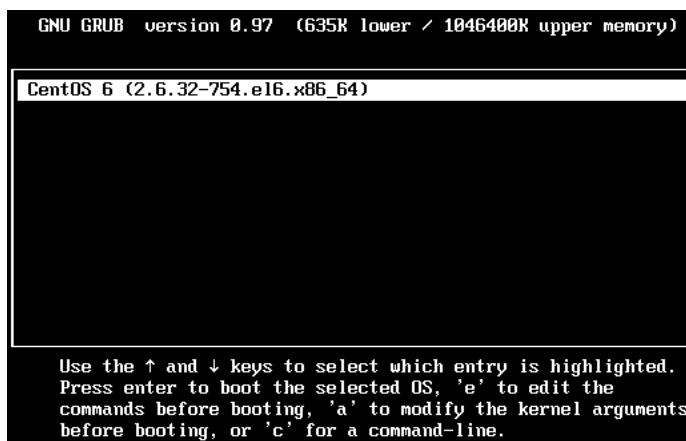 GNU GRUB version 0.97 (635K lower / 1046400K upper memory)
CentOS 6 (2.6.32-754.el6.x86_64)
Use the ↑ and ↓ keys to select which entry is highlighted.
Press enter to boot the selected OS, 'e' to edit the
commands before booting, 'a' to modify the kernel arguments
before booting, or 'c' for a command-line.